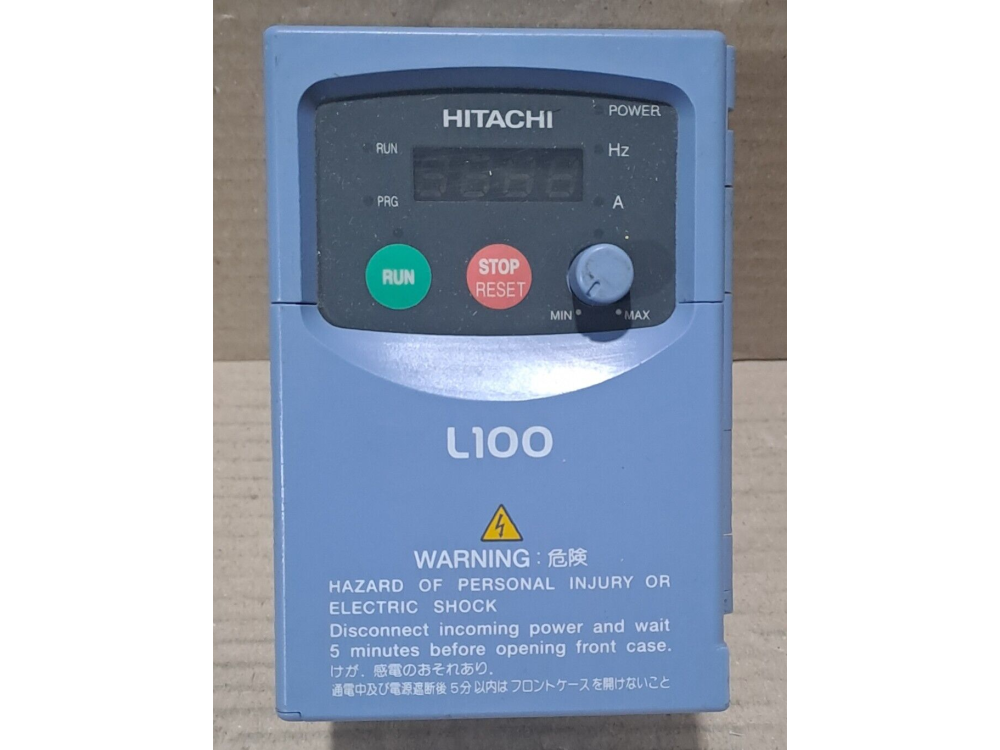 HITACHI
POWER
RUN
Hz
PRG
A
RUN
STOP
RESET
MIN
MAX
L100
WARNING : 危険
HAZARD OF PERSONAL INJURY OR
ELECTRIC SHOCK
Disconnect incoming power and wait
5 minutes before opening front case.
けが．感電のおそれあり．
通電中及び電源遮断後5分以内はフロントケースを開けないこと